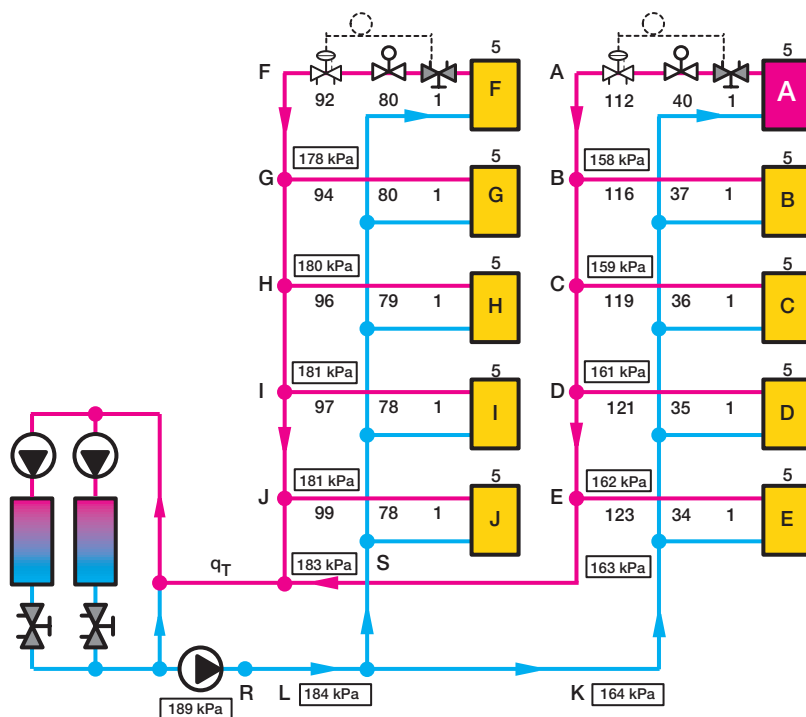 5 5
F A
F A
92 80 1 112 40 1
178 kPa 5 158 kPa 5
G G B B
94 80 1 116 37 1
180 kPa 5 159 kPa 5
H H C C
96 79 1 119 36 1
181 kPa 5 161 kPa 5
I I D D
97 78 1 121 35 1
181 kPa 5 162 kPa 5
J J E E
99 78 1 123 34 1
qT 183 kPa S 163 kPa
R L 184 kPa K 164 kPa
189 kPa